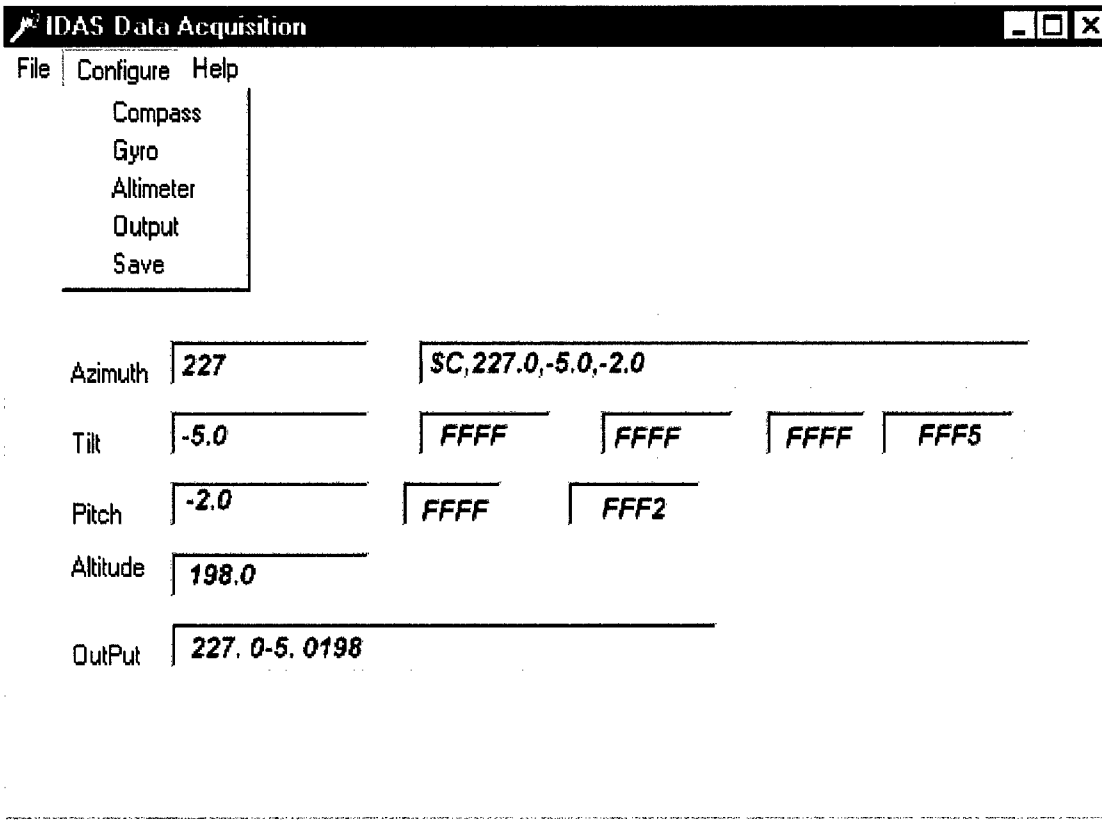 IDAS Data Acquisition
File Configure Help
Compass
Gyro
Altimeter
Output
Save
Azimuth 227 $C,227.0,-5.0,-2.0
Tilt -5.0 FFFF FFFF FFFF FFF5
Pitch -2.0 FFFF FFF2
Altitude 198.0
OutPut 227. 0-5. 0198